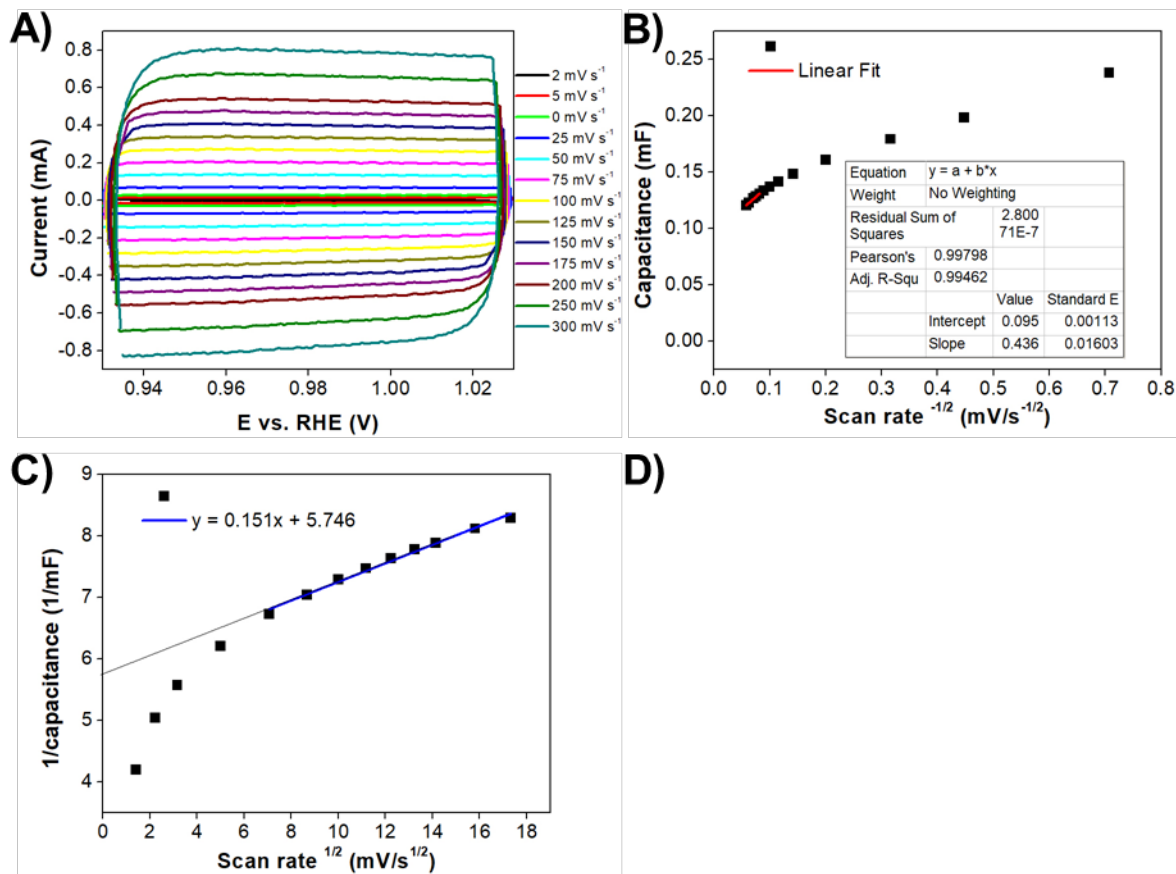 A)
0.8
0.6
0.4
0.2
0.0
-0.2
-0.4
-0.6
-0.8
Current (mA)
0.94
0.96
0.98
1.00
1.02
E vs. RHE (V)
2 mV s⁻¹
5 mV s⁻¹
0 mV s⁻¹
25 mV s⁻¹
50 mV s⁻¹
75 mV s⁻¹
100 mV s⁻¹
125 mV s⁻¹
150 mV s⁻¹
175 mV s⁻¹
200 mV s⁻¹
250 mV s⁻¹
300 mV s⁻¹
B)
0.25
0.20
0.15
0.10
0.05
0.00
Capacitance (mF)
Linear Fit
Equation y = a + b*x
Weight No Weighting
Residual Sum of Squares 2.800
71E-7
Pearson's 0.99798
Adj. R-Squ 0.99462
Value Standard E
Intercept 0.095 0.00113
Slope 0.436 0.01603
0.0 0.1 0.2 0.3 0.4 0.5 0.6 0.7 0.8
Scan rate ⁻¹/² (mV/s⁻¹/²)
C)
9
8
7
6
5
4
1/capacitance (1/mF)
y = 0.151x + 5.746
0 2 4 6 8 10 12 14 16 18
Scan rate ¹/² (mV/s¹/²)
D)